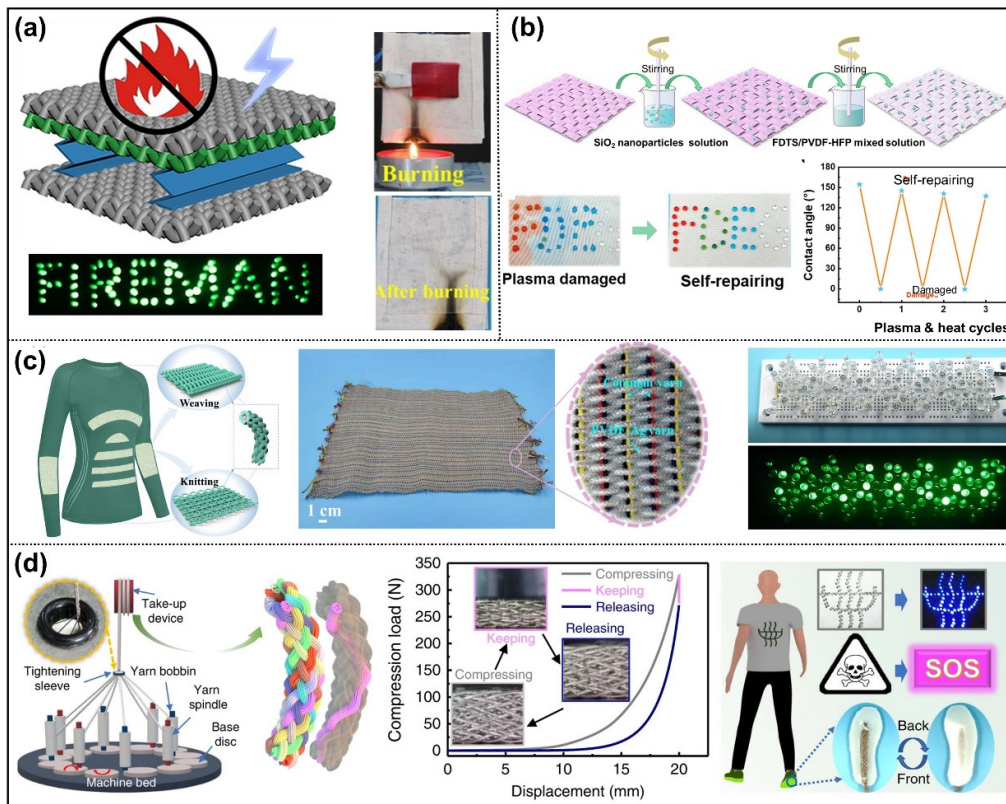 (a)
FIREMAN
Burning
After burning
(b)
Stirring
Stirring
SiO₂ nanoparticles solution
FDTS/PVDF-HFP mixed solution
Plasma damaged
Self-repairing
Contact angle (°)
180
150
120
90
60
30
0
Self-repairing
Damaged
Damage
0
1
2
3
Plasma & heat cycles
(c)
Weaving
Knitting
1 cm
Common yarn
PVDF-Ag yarn
(d)
Take-up
device
Tightening
sleeve
Yarn bobbin
Yarn
spindle
Base
disc
Machine bed
Compression load (N)
350
300
250
200
150
100
50
0
Compressing
Keeping
Releasing
Keeping
Releasing
Compressing
0
5
10
15
20
Displacement (mm)
SOS
Back
Front